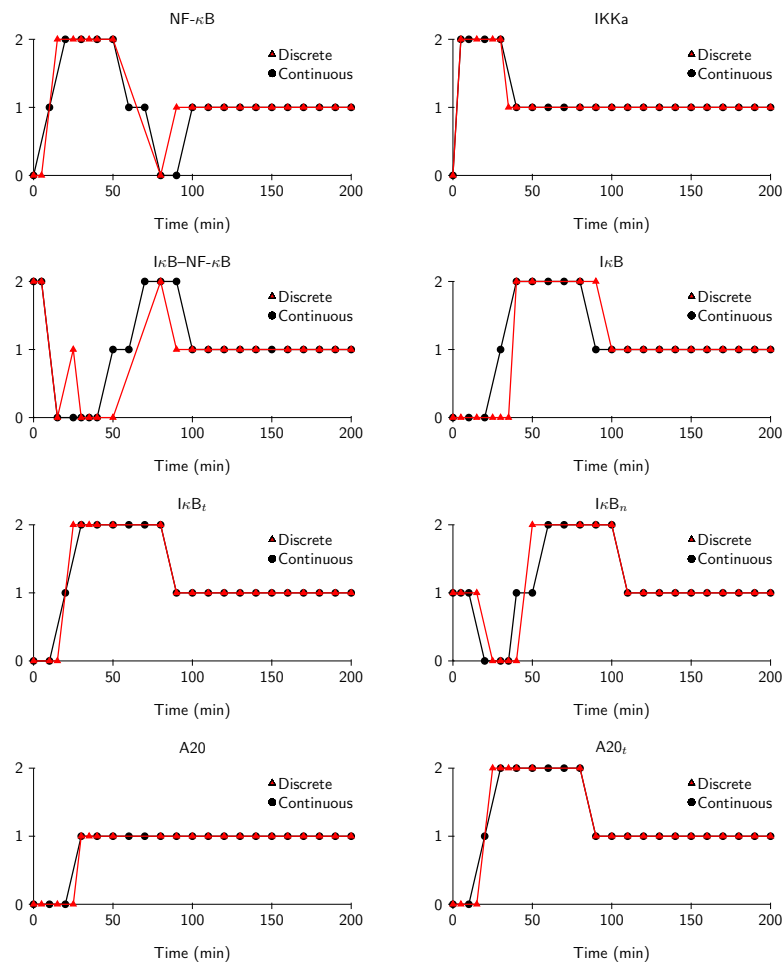 NF-κB
2
1
0
0 50 100 150 200
Discrete
Continuous
Time (min)
IKKa
2
1
0
0 50 100 150 200
Discrete
Continuous
Time (min)
IκB–NF-κB
2
1
0
0 50 100 150 200
Discrete
Continuous
Time (min)
IκB
2
1
0
0 50 100 150 200
Discrete
Continuous
Time (min)
IκBₜ
2
1
0
0 50 100 150 200
Discrete
Continuous
Time (min)
IκBₙ
2
1
0
0 50 100 150 200
Discrete
Continuous
Time (min)
A20
2
1
0
0 50 100 150 200
Discrete
Continuous
Time (min)
A20ₜ
2
1
0
0 50 100 150 200
Discrete
Continuous
Time (min)